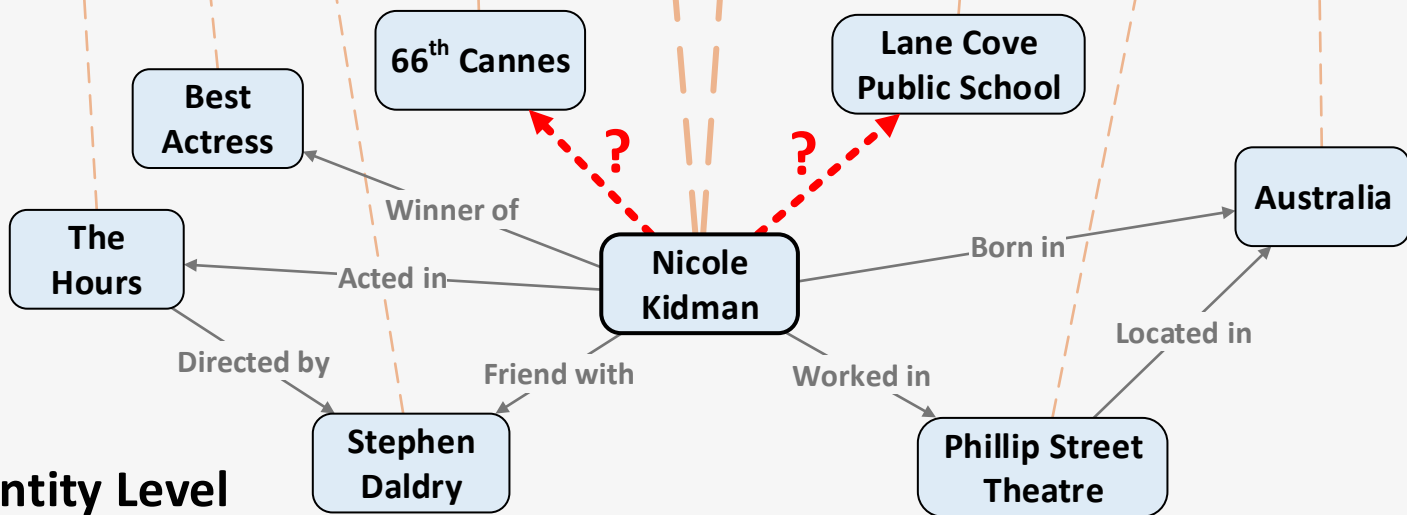 66th Cannes
Lane Cove
Public School
Best
Actress
?
?
Australia
Winner of
The
Hours
Acted in
Nicole
Kidman
Born in
Directed by
Friend with
Worked in
Located in
Stephen
Daldry
Phillip Street
Theatre
ntity Level